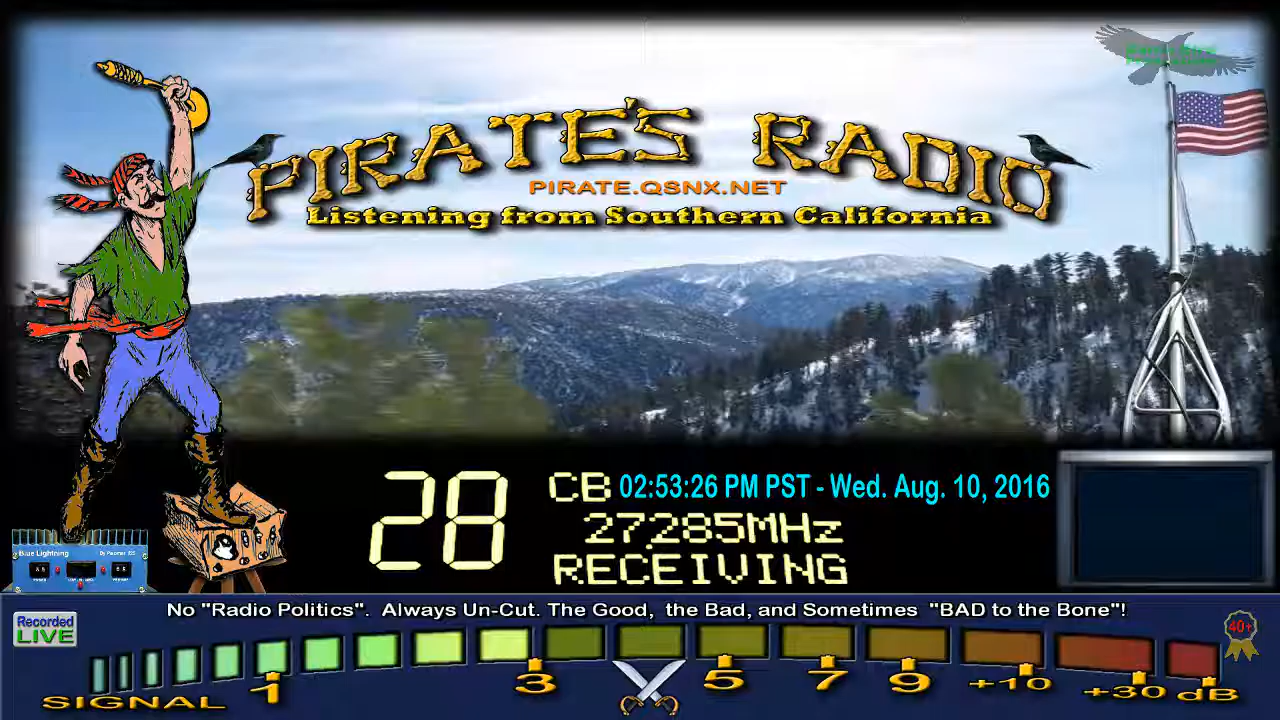 PIRATE'S RADIO
PIRATE.QSNX.NET
Listening from Southern California
28
CB 02:53:26 PM PST - Wed. Aug. 10, 2016
27.285MHz
RECEIVING
Blue Lightning
No "Radio Politics". Always Un-Cut. The Good, the Bad, and Sometimes "BAD to the Bone"!
Recorded
LIVE
40+
SIGNAL 1 3 5 7 9 +10 +30 dB